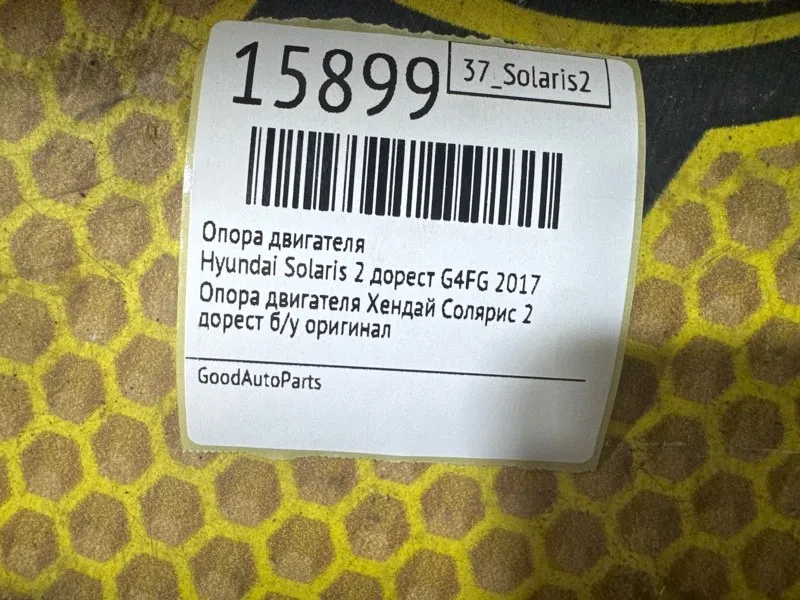 15899
37_Solaris2
Опора двигателя
Hyundai Solaris 2 дорест G4FG 2017
Опора двигателя Хендай Солярис 2
дорест б/у оригинал
GoodAutoParts